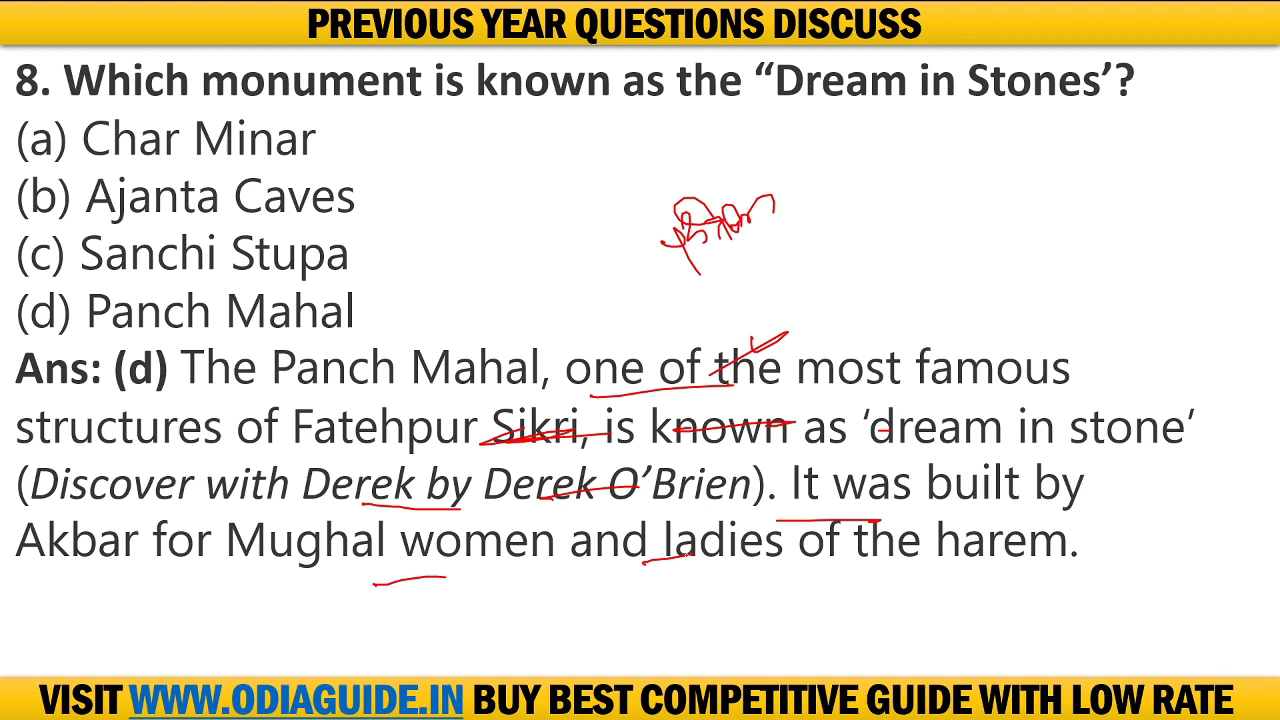 PREVIOUS YEAR QUESTIONS DISCUSS
8. Which monument is known as the “Dream in Stones’?
(a) Char Minar
(b) Ajanta Caves
(c) Sanchi Stupa
(d) Panch Mahal
Ans: (d) The Panch Mahal, one of the most famous
structures of Fatehpur Sikri, is known as ‘dream in stone’
(Discover with Derek by Derek O’Brien). It was built by
Akbar for Mughal women and ladies of the harem.
VISIT WWW.ODIAGUIDE.IN BUY BEST COMPETITIVE GUIDE WITH LOW RATE